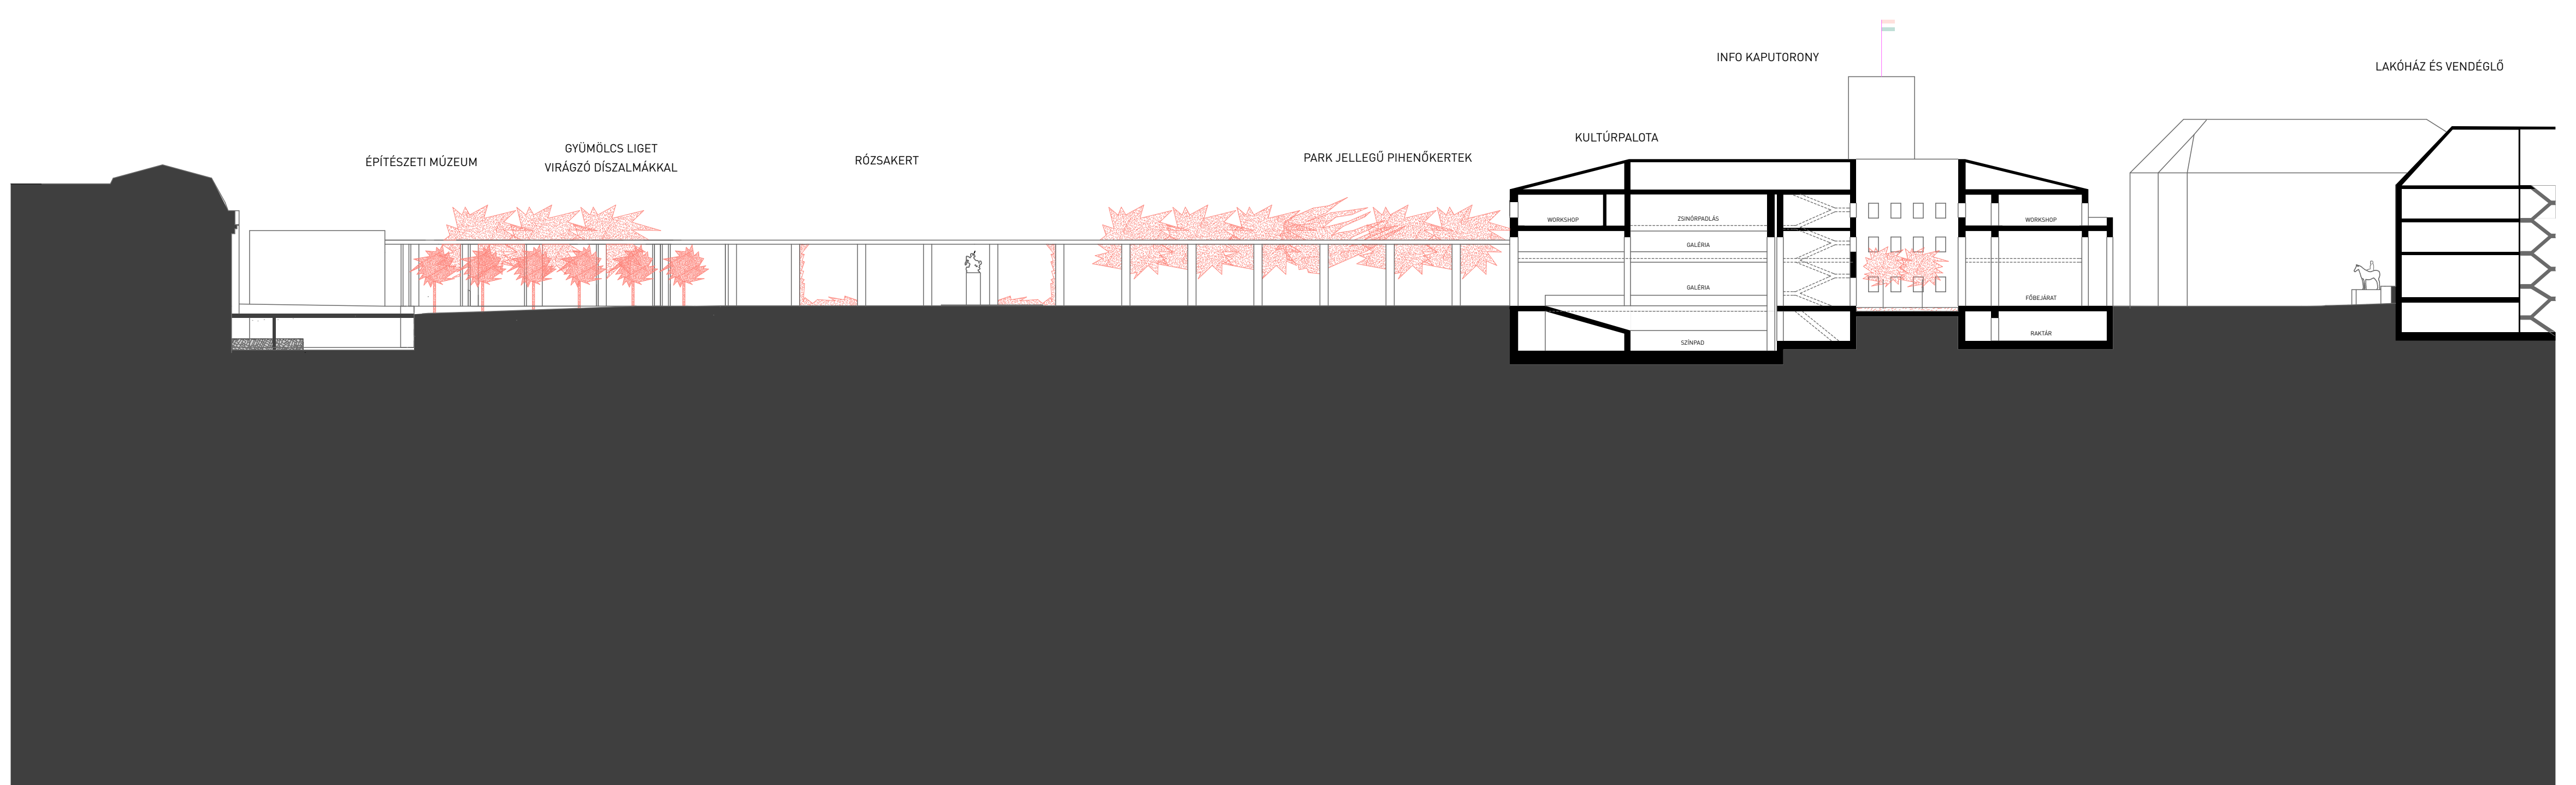 INFO KAPUTORONY
LAKÓHÁZ ÉS VENDÉGLŐ
KULTÚRPALOTA
GYÜMÖLCS LIGET
VIRÁGZÓ DÍSZALMÁKKAL
ÉPÍTÉSZETI MÚZEUM
RÓZSAKERT
PARK JELLEGŰ PIHENŐKERTEK
WORKSHOP
ZSINÓRPADLÁS
WORKSHOP
GALÉRIA
GALÉRIA
FŐBEJÁRAT
RAKTÁR
SZÍNPAD